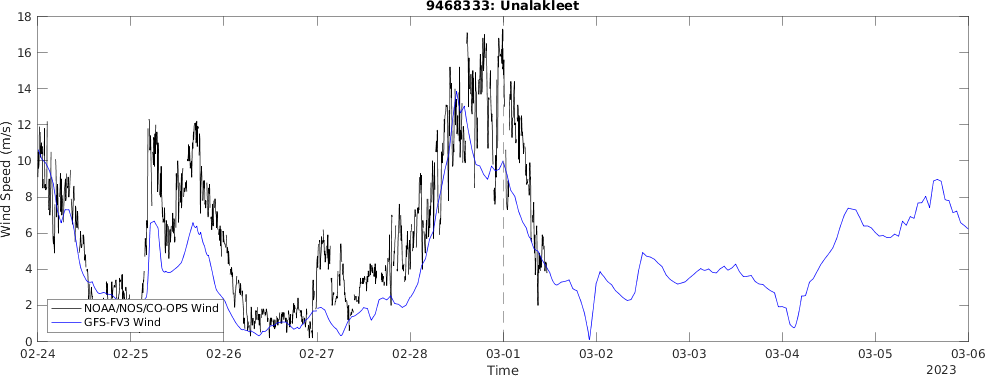 9468333: Unalakleet
18
16
14
12
10
8
6
4
2
0
Wind Speed (m/s)
NOAA/NOS/CO-OPS Wind
GFS-FV3 Wind
02-24 02-25 02-26 02-27 02-28 03-01 03-02 03-03 03-04 03-05 03-06
Time
2023